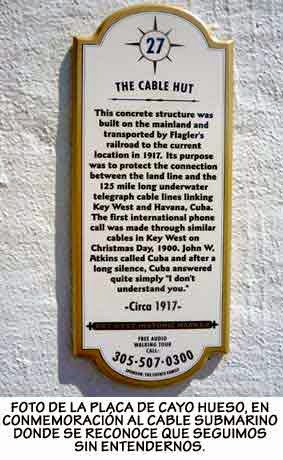 27
THE CABLE HUT
This concrete structure was
built on the mainland and
transported by Flagler's
railroad to the current
location in 1917. Its purpose
was to protect the connection
between the land line and the
125 mile long underwater
telegraph cable lines linking
Key West and Havana, Cuba.
The first international phone
call was made through similar
cables in Key West on
Christmas Day, 1900. John W.
Atkins called Cuba and after a
long silence, Cuba answered
quite simply "I don't
understand you."
-Circa 1917-
KEY WEST HISTORIC MARKER
FREE AUDIO
WALKING TOUR
CALL:
305-507-0300
SPONSOR: THE FAMILY
FOTO DE LA PLACA DE CAYO HUESO, EN
CONMEMORACIÓN AL CABLE SUBMARINO
DONDE SE RECONOCE QUE SEGUIMOS
SIN ENTENDERNOS.